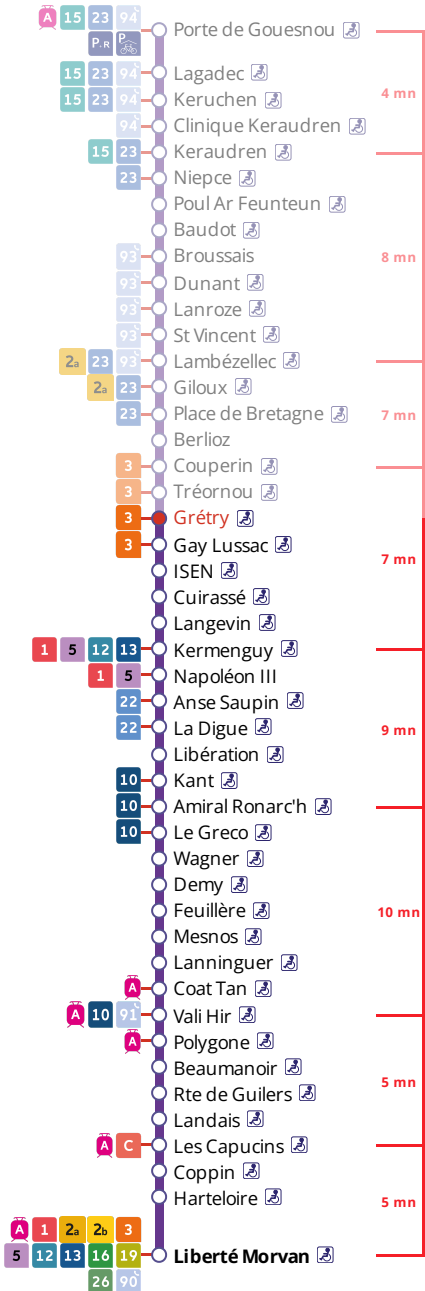 A 15 23 94
P+R P
Porte de Gouesnou
15 23 94 Lagadec
15 23 94 Keruchen
4 mn
94 Clinique Keraudren
15 23 Keraudren
23 Niepce
Poul Ar Feunteun
Baudot
93 Broussais
8 mn
93 Dunant
93 Lanroze
93 St Vincent
2a 23 93 Lambézellec
2a 23 Giloux
23 Place de Bretagne
7 mn
Berlioz
3 Couperin
3 Tréornou
3 Grétry
3 Gay Lussac
7 mn
ISEN
Cuirassé
Langevin
1 5 12 13 Kermenguy
1 5 Napoléon III
22 Anse Saupin
22 La Digue
9 mn
Libération
10 Kant
10 Amiral Ronarc'h
10 Le Greco
Wagner
Demy
Feuillère
10 mn
Mesnos
Lanninguer
A Coat Tan
A 10 91 Vali Hir
A Polygone
Beaumanoir
5 mn
Rte de Guilers
Landais
A C Les Capucins
Coppin
Harteloire
5 mn
A 1 2a 2b 3
5 12 13 16 19 Liberté Morvan
26 90